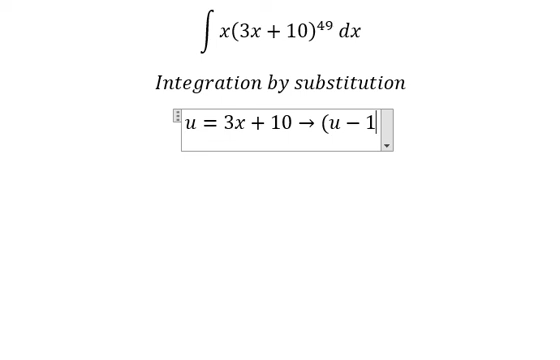 ∫ x(3x + 10)⁴⁹ dx
Integration by substitution
u = 3x + 10 → (u − 1